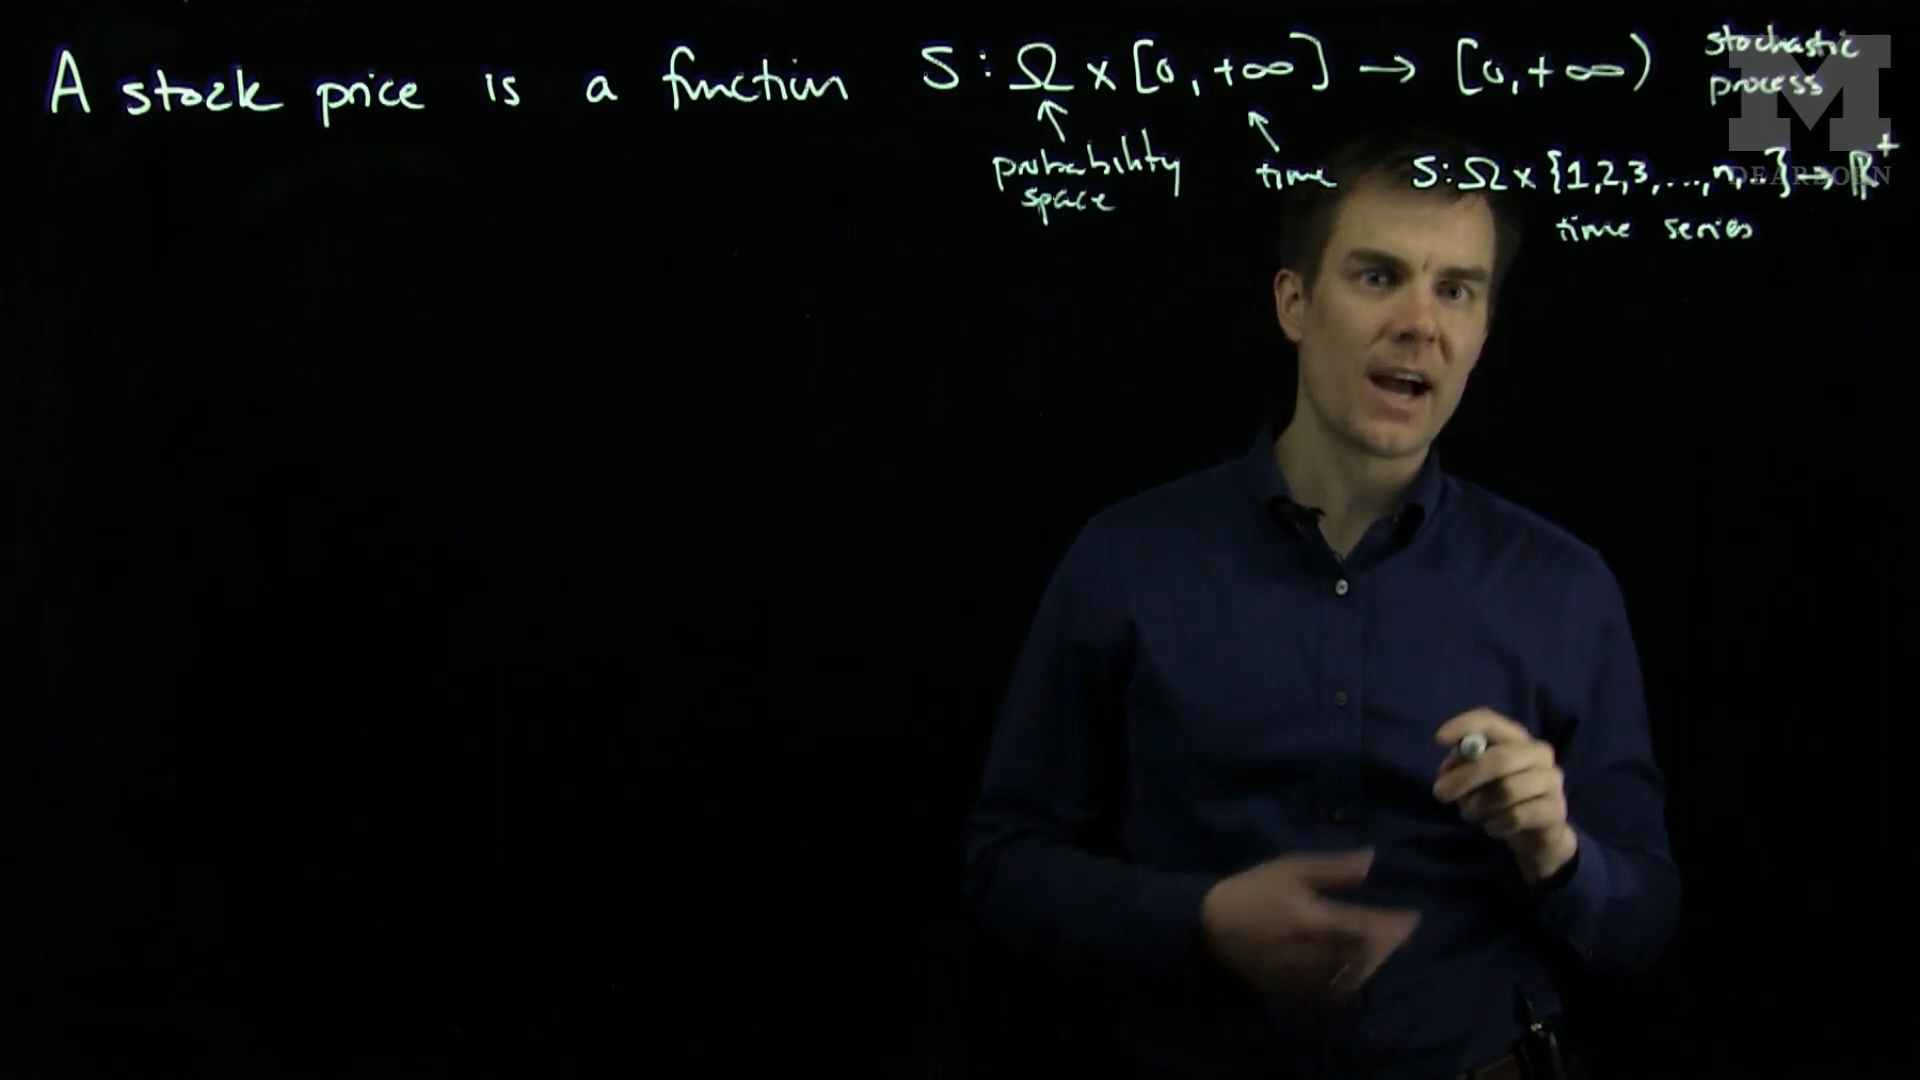 A stock price is a function S: Ω × [0, +∞] → [0, +∞) stochastic process
↑ probability space
↑ time
S: Ω × {1,2,3,...,n,..} → ℝ⁺
time series
M
DEARBORN